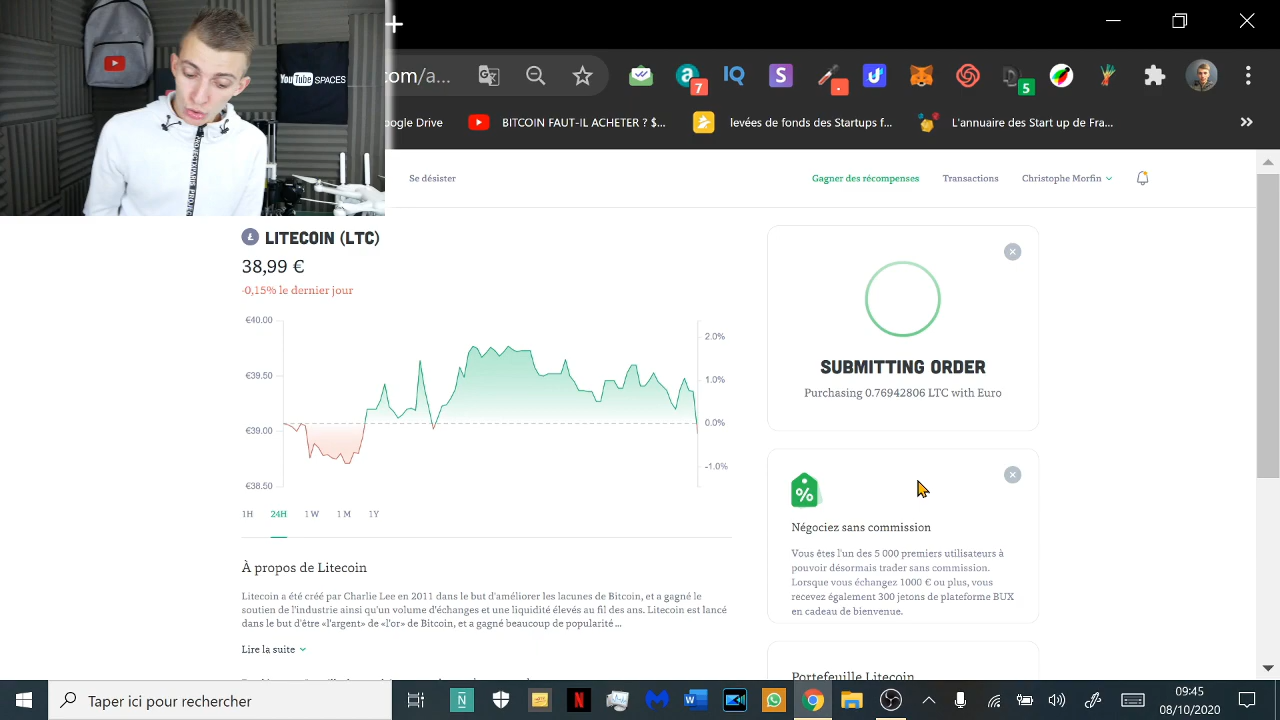 YouTube SPACES
com/a...
7
IQ
S
5
ogle Drive
BITCOIN FAUT-IL ACHETER ? $...
levées de fonds des Startups f...
L'annuaire des Start up de Fra...
Se désister
Gagner des récompenses
Transactions
Christophe Morfin
LITECOIN (LTC)
38,99 €
-0,15% le dernier jour
€40.00
€39.50
€39.00
€38.50
2.0%
1.0%
0.0%
-1.0%
1H
24H
1 W
1 M
1Y
À propos de Litecoin
Litecoin a été créé par Charlie Lee en 2011 dans le but d'améliorer les lacunes de Bitcoin, et a gagné le
soutien de l'industrie ainsi qu'un volume d'échanges et une liquidité élevés au fil des ans. Litecoin est lancé
dans le but d'être «l'argent» de «l'or» de Bitcoin, et a gagné beaucoup de popularité ...
Lire la suite
SUBMITTING ORDER
Purchasing 0.76942806 LTC with Euro
%
Négociez sans commission
Vous êtes l'un des 5 000 premiers utilisateurs à
pouvoir désormais trader sans commission.
Lorsque vous échangez 1000 € ou plus, vous
recevez également 300 jetons de plateforme BUX
en cadeau de bienvenue.
Portefeuille Litecoin
Taper ici pour rechercher
09:45
08/10/2020